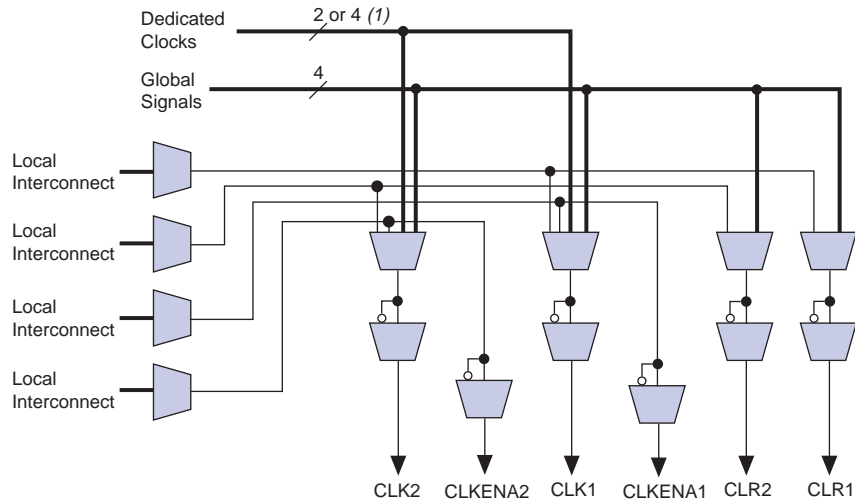 Dedicated
Clocks
2 or 4 (1)
Global
Signals
4
Local
Interconnect
Local
Interconnect
Local
Interconnect
Local
Interconnect
CLK2
CLKENA2
CLK1
CLKENA1
CLR2
CLR1